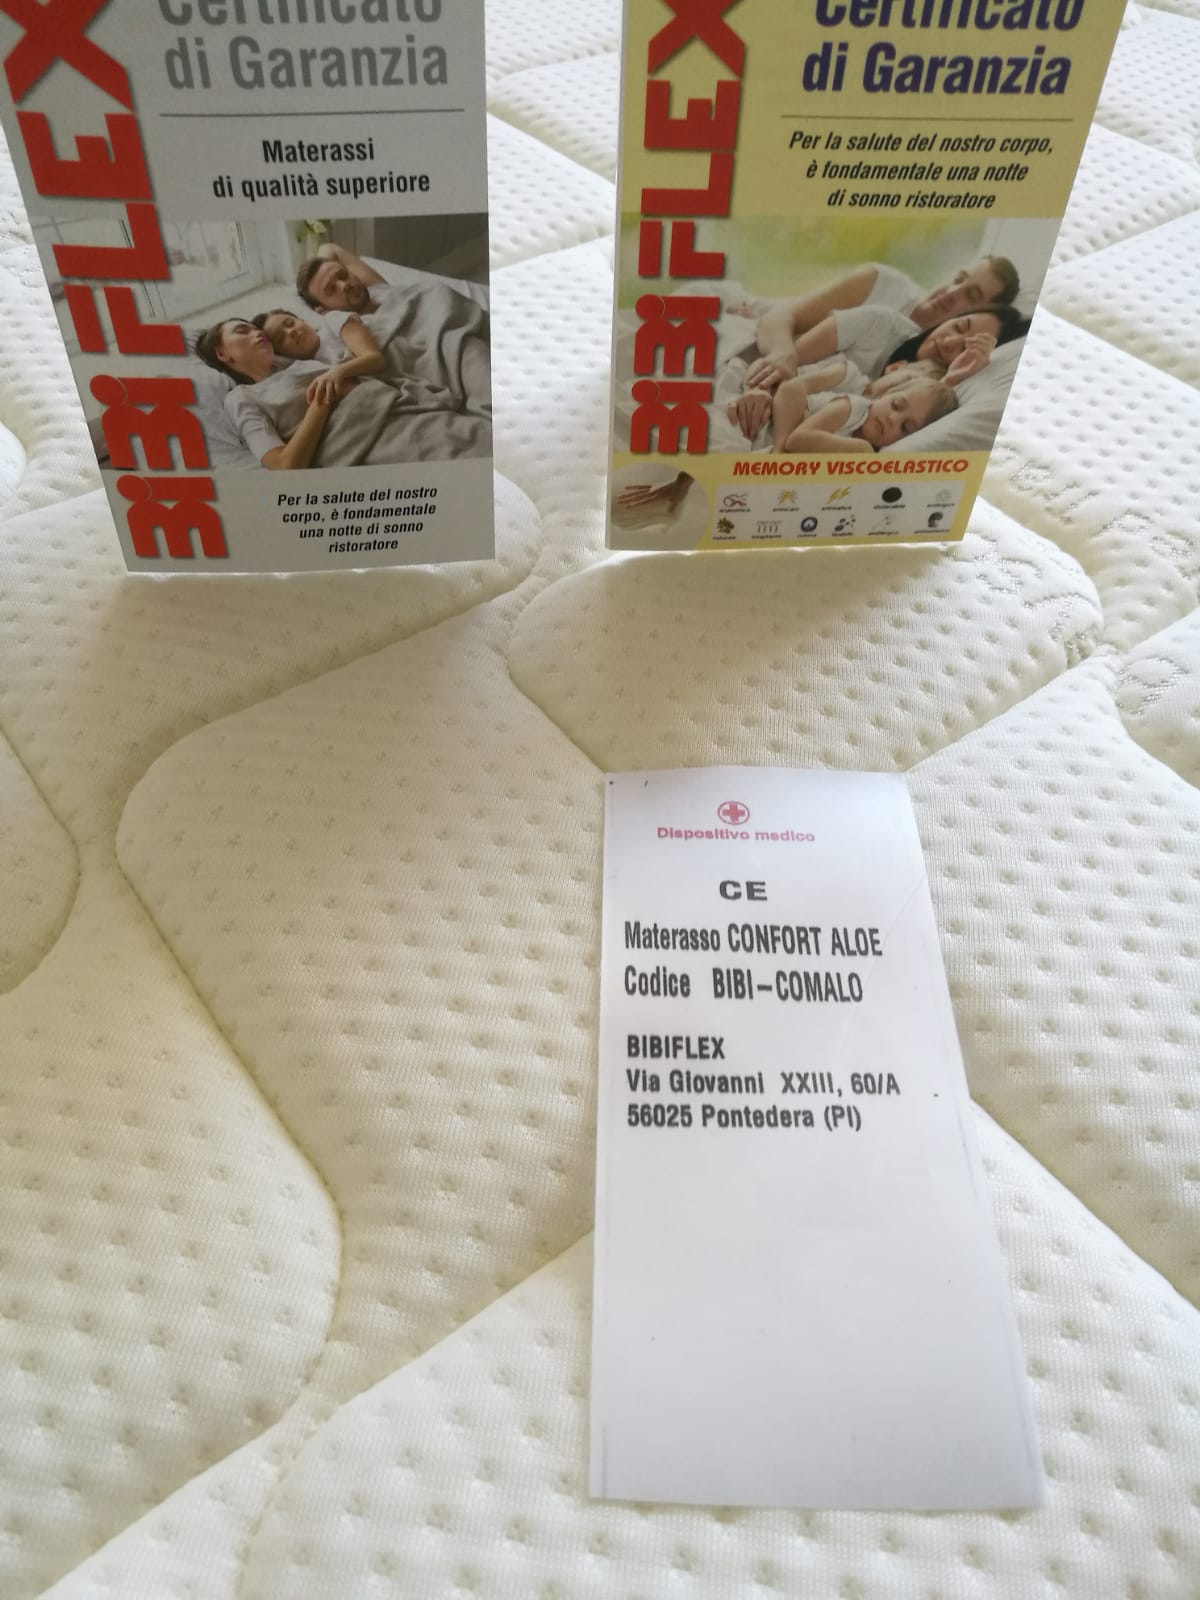 Certificato
di Garanzia
Materassi
di qualità superiore
BiBiFLEX
Per la salute del nostro
corpo, è fondamentale
una notte di sonno
ristoratore
Certificato
di Garanzia
Per la salute del nostro corpo,
è fondamentale una notte
di sonno ristoratore
BiBiFLEX
MEMORY VISCOELASTICO
Dispositivo medico
CE
Materasso CONFORT ALOE
Codice BIBI-COMALO
BIBIFLEX
Via Giovanni XXIII, 60/A
56025 Pontedera (PI)